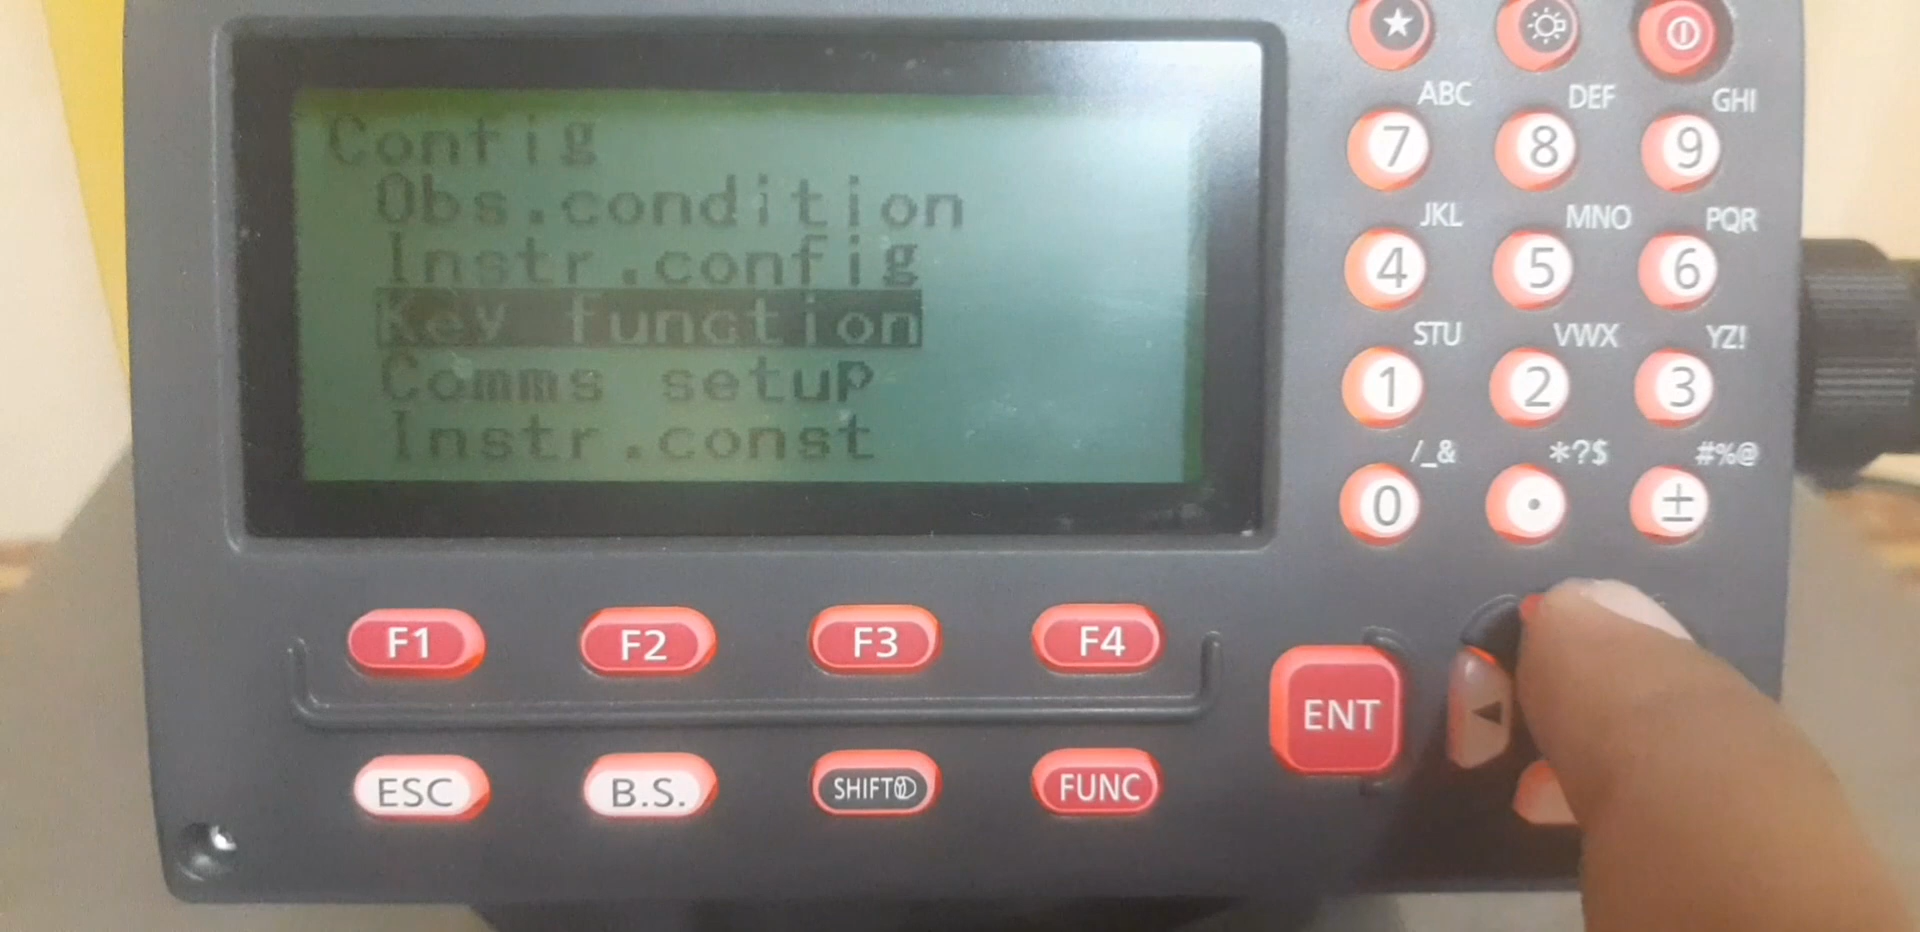 Config
Obs.condition
Instr.config
Key function
Comms setup
Instr.const
ABC DEF GHI
7 8 9
JKL MNO PQR
4 5 6
STU VWX YZ!
1 2 3
/_& *?$ #%@
0 . ±
F1 F2 F3 F4
ENT
ESC B.S. SHIFT FUNC